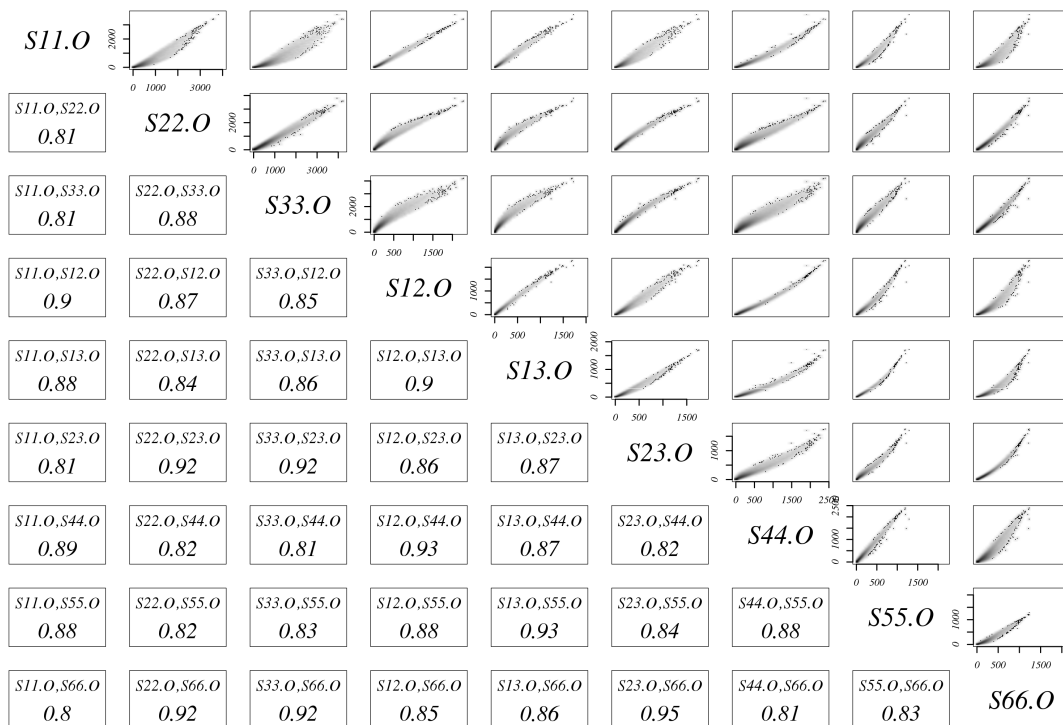 S11.O
0 2000
0 1000 3000
S11.O,S22.O
0.81
S22.O
0 2000
0 1000 3000
S11.O,S33.O
0.81
S22.O,S33.O
0.88
S33.O
0 2000
0 500 1500
S11.O,S12.O
0.9
S22.O,S12.O
0.87
S33.O,S12.O
0.85
S12.O
0 1000
0 500 1500
S11.O,S13.O
0.88
S22.O,S13.O
0.84
S33.O,S13.O
0.86
S12.O,S13.O
0.9
S13.O
0 1000 2000
0 500 1500
S11.O,S23.O
0.81
S22.O,S23.O
0.92
S33.O,S23.O
0.92
S12.O,S23.O
0.86
S13.O,S23.O
0.87
S23.O
0 1000
0 500 1500 2500
S11.O,S44.O
0.89
S22.O,S44.O
0.82
S33.O,S44.O
0.81
S12.O,S44.O
0.93
S13.O,S44.O
0.87
S23.O,S44.O
0.82
S44.O
0 1000 2500
0 500 1500
S11.O,S55.O
0.88
S22.O,S55.O
0.82
S33.O,S55.O
0.83
S12.O,S55.O
0.88
S13.O,S55.O
0.93
S23.O,S55.O
0.84
S44.O,S55.O
0.88
S55.O
0 1000
0 500 1500
S11.O,S66.O
0.8
S22.O,S66.O
0.92
S33.O,S66.O
0.92
S12.O,S66.O
0.85
S13.O,S66.O
0.86
S23.O,S66.O
0.95
S44.O,S66.O
0.81
S55.O,S66.O
0.83
S66.O